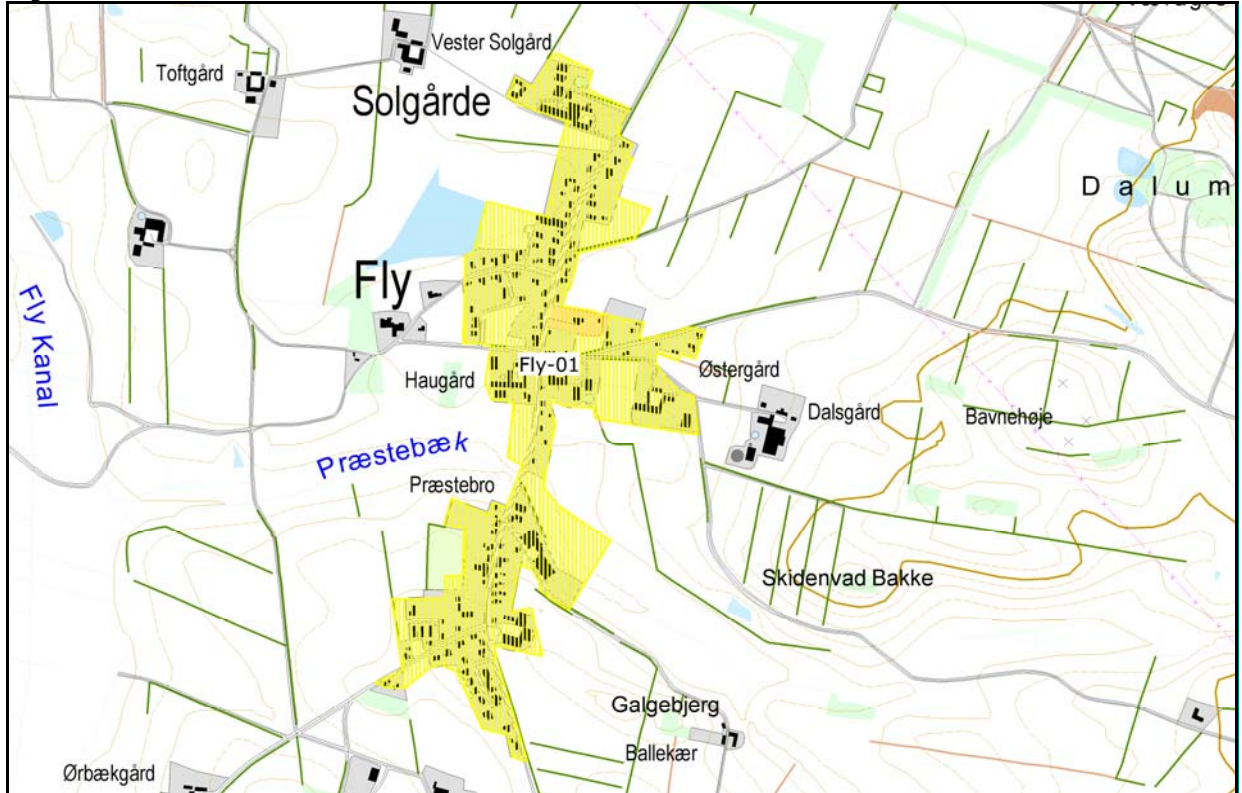 Vester Solgård
Toftgård
Solgårde
Dalum
Fly
Fly Kanal
Fly-01
Haugård
Østergård
Dalsgård
Bavnehøje
Præstebæk
Præstebro
Skidenvad Bakke
Galgebjerg
Ballekær
Ørbækgård